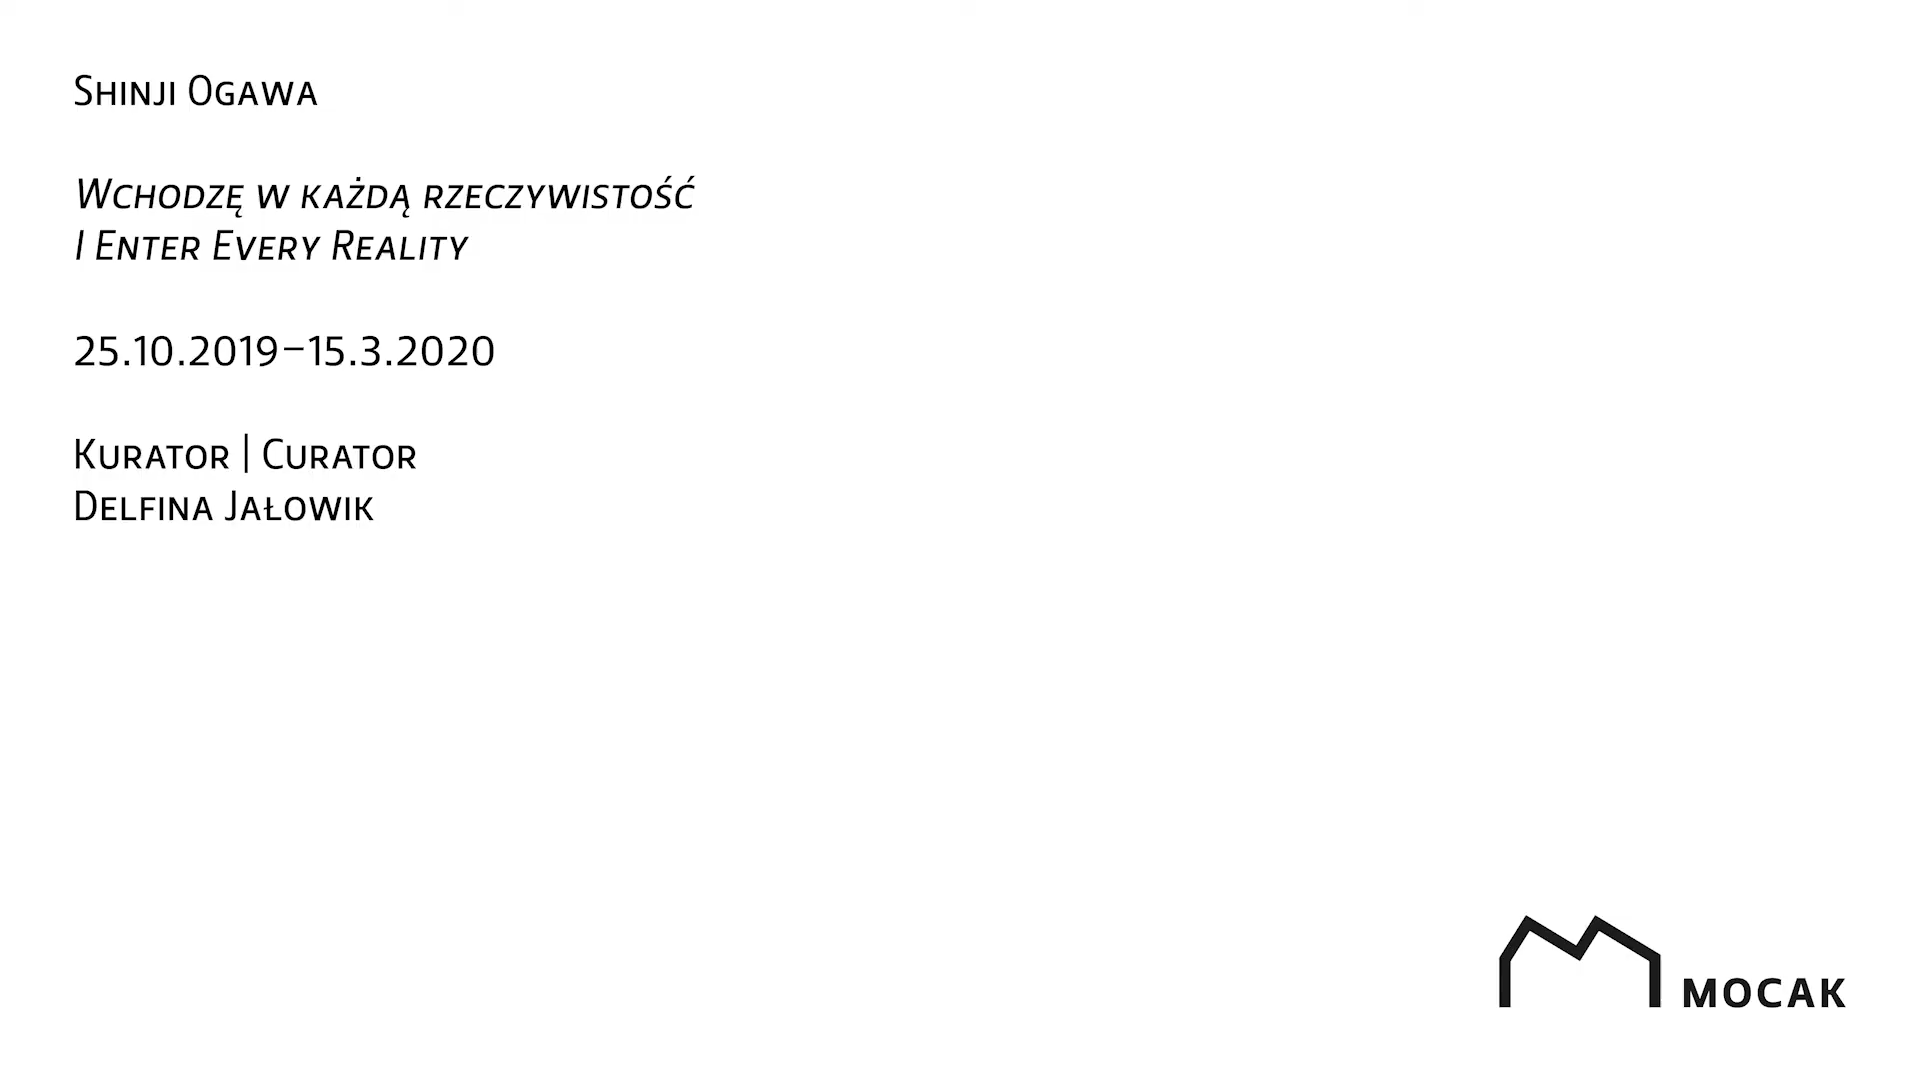 Shinji Ogawa
Wchodzę w każdą rzeczywistość
I Enter Every Reality
25.10.2019–15.3.2020
Kurator | Curator
Delfina Jałowik
MOCAK